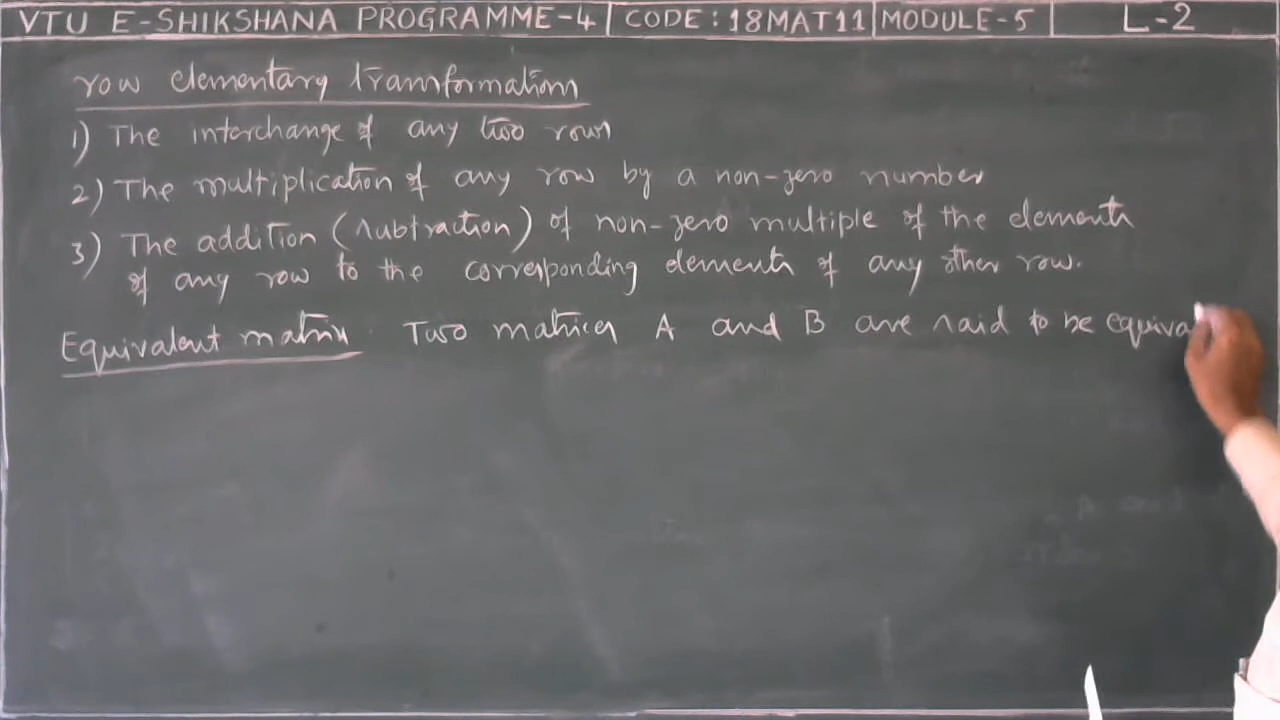 VTU E-SHIKSHANA PROGRAMME-4 CODE: 18MAT11 MODULE-5 L-2
row elementary transformations
1) The interchange of any two rows
2) The multiplication of any row by a non-zero number
3) The addition (subtraction) of non-zero multiple of the elements
of any row to the corresponding elements of any other row.
Equivalent matrix. Two matrices A and B are said to be equiva